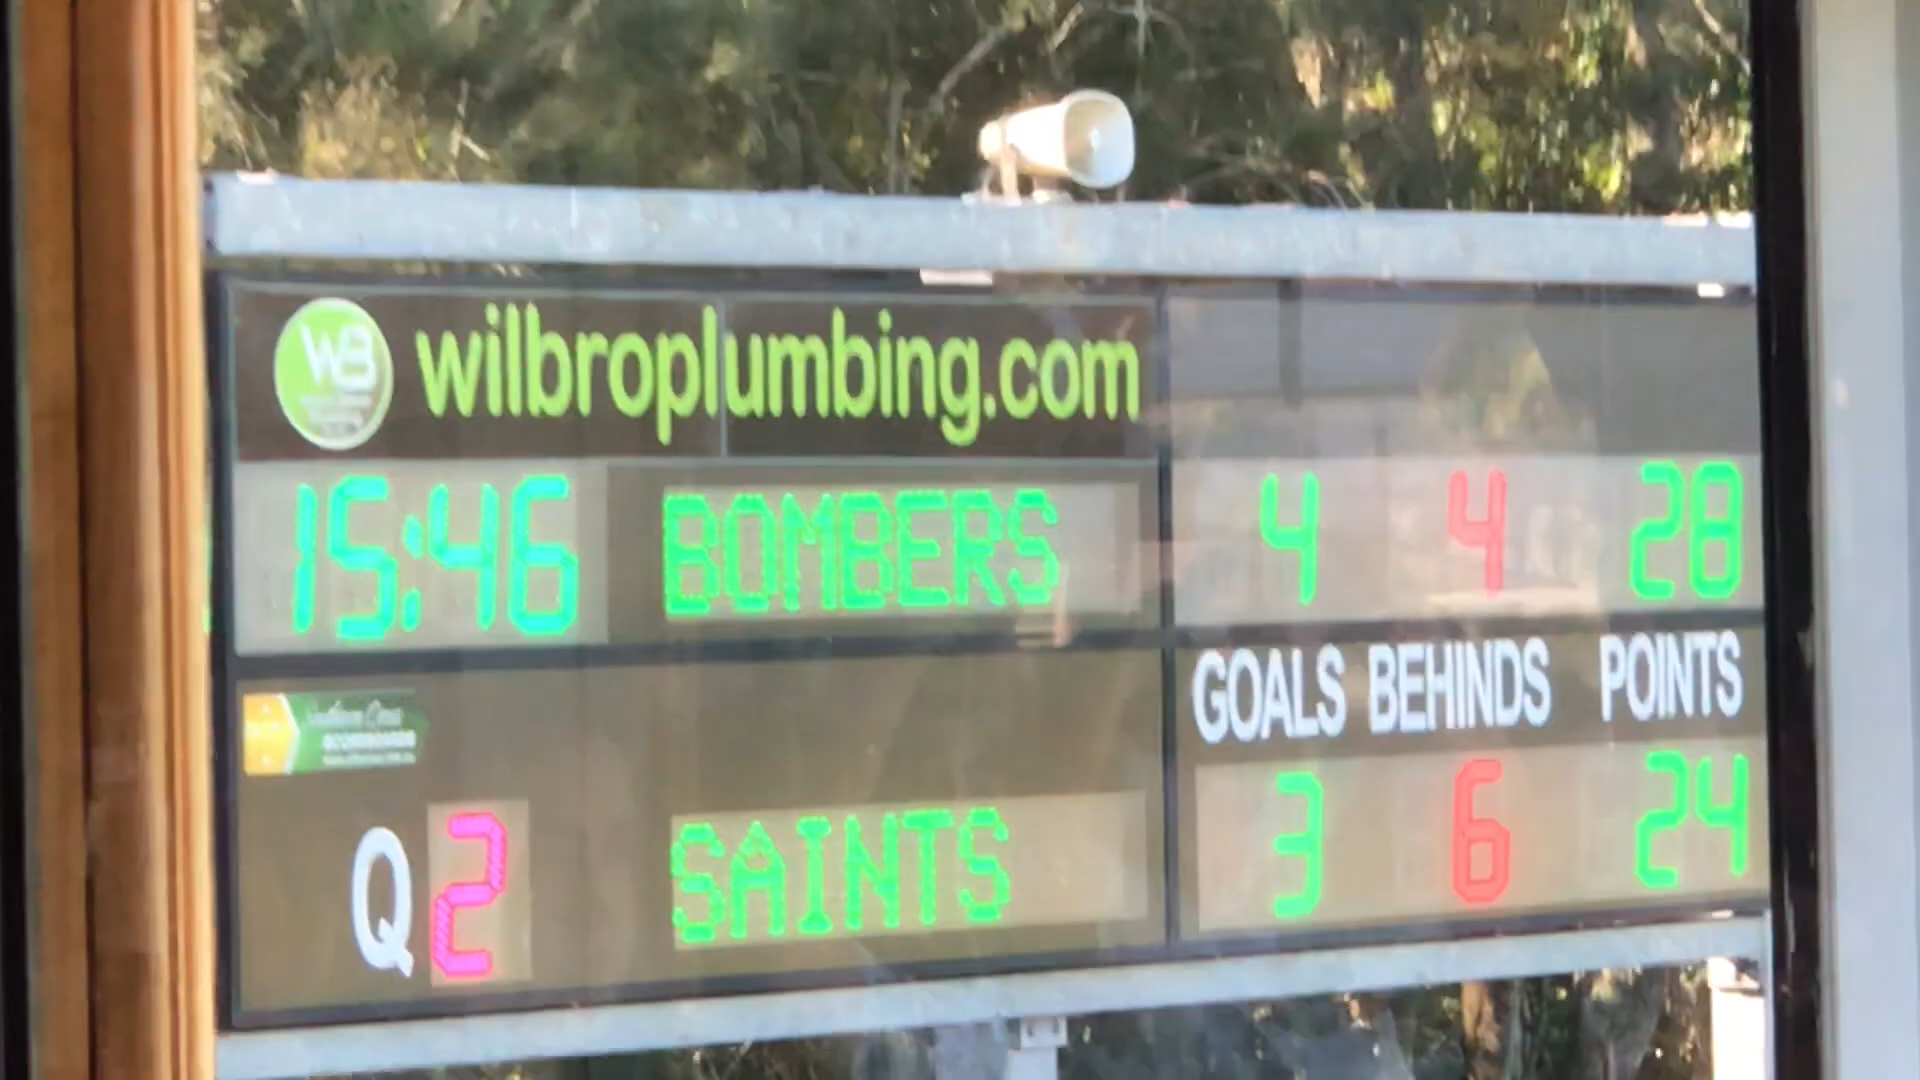 WB wilbroplumbing.com
15:46 BOMBERS 4 4 28
GOALS BEHINDS POINTS
Q 2 SAINTS 3 6 24